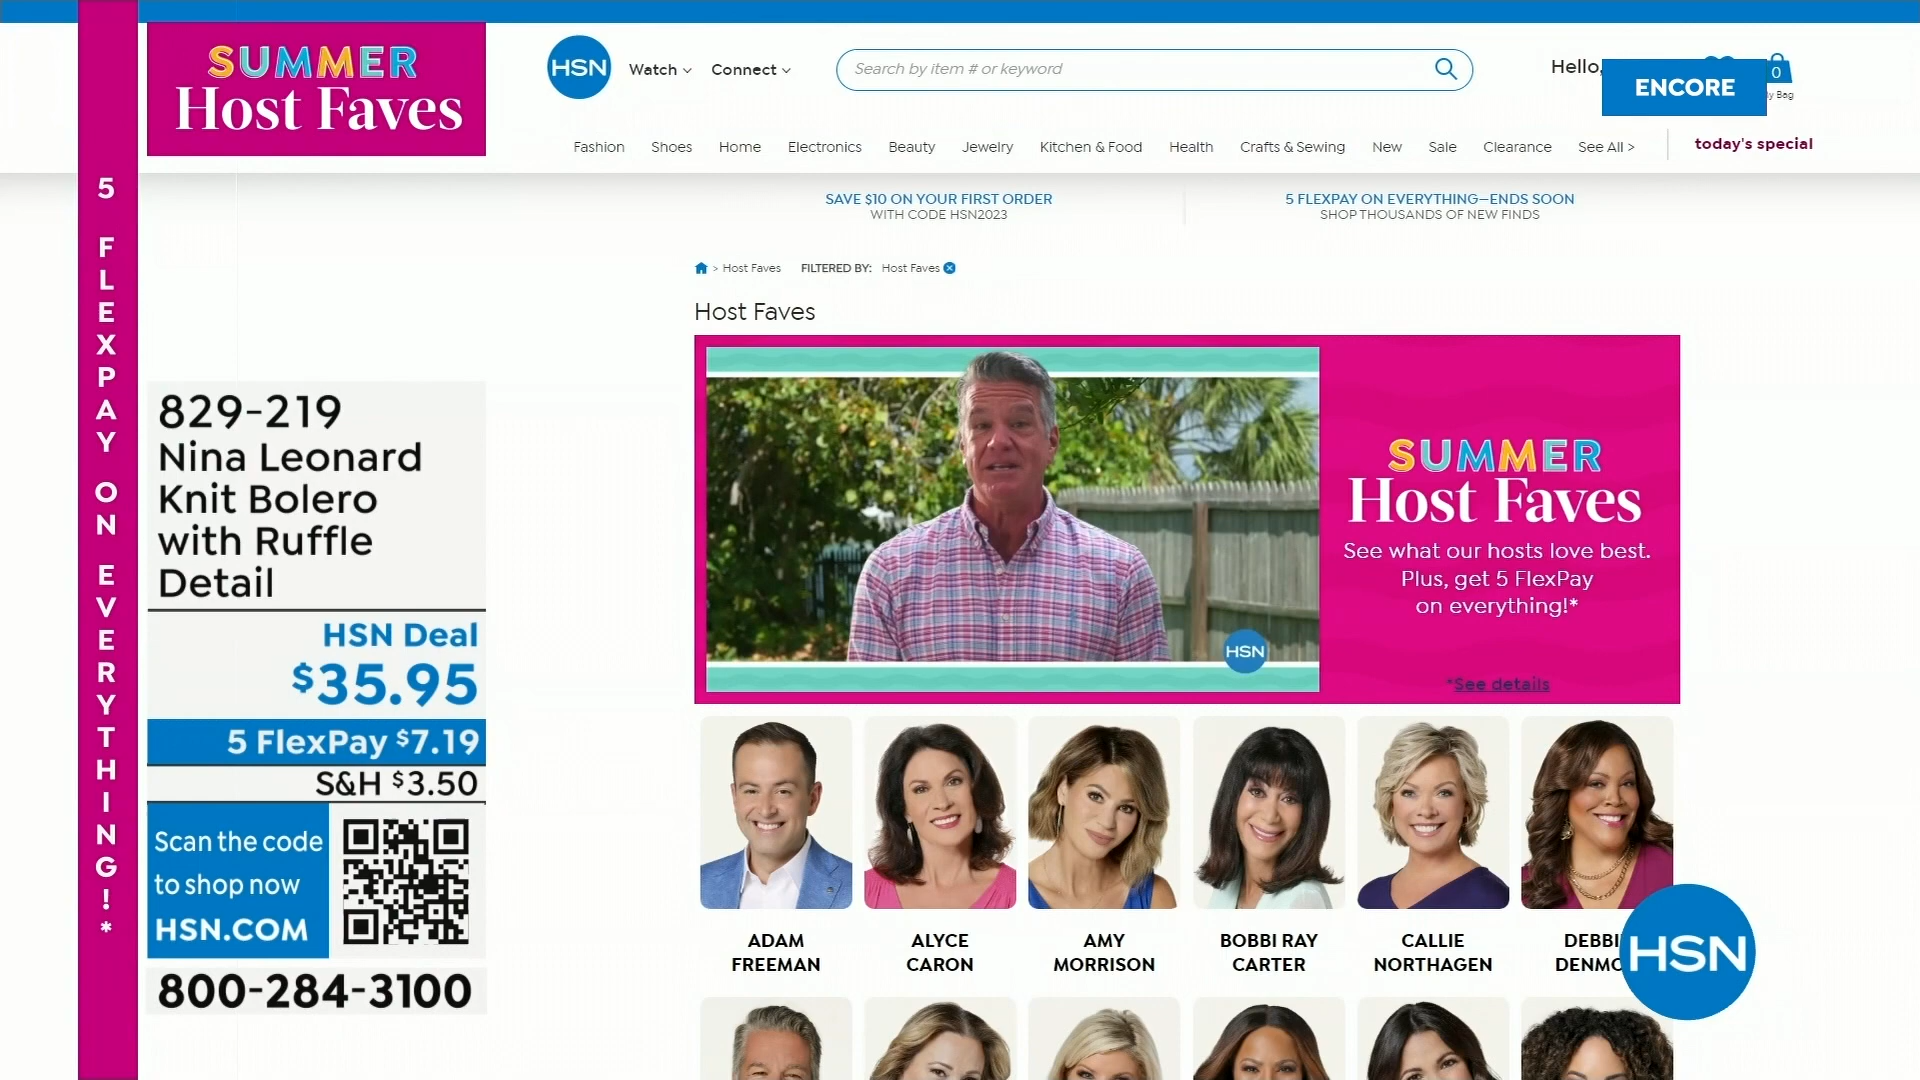 5 FLEXPAY ON EVERYTHING!*
SUMMER
Host Faves
829-219
Nina Leonard
Knit Bolero
with Ruffle
Detail
HSN Deal
$35.95
5 FlexPay $7.19
S&H $3.50
Scan the code
to shop now
HSN.COM
800-284-3100
HSN
Watch
Connect
Search by item # or keyword
Hello,
ENCORE
0
Bag
Fashion
Shoes
Home
Electronics
Beauty
Jewelry
Kitchen & Food
Health
Crafts & Sewing
New
Sale
Clearance
See All >
today's special
SAVE $10 ON YOUR FIRST ORDER
WITH CODE HSN2023
5 FLEXPAY ON EVERYTHING—ENDS SOON
SHOP THOUSANDS OF NEW FINDS
> Host Faves FILTERED BY: Host Faves
Host Faves
HSN
SUMMER
Host Faves
See what our hosts love best.
Plus, get 5 FlexPay
on everything!*
*See details
ADAM
FREEMAN
ALYCE
CARON
AMY
MORRISON
BOBBI RAY
CARTER
CALLIE
NORTHAGEN
DEBBI
DENMO
HSN